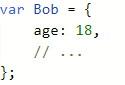 var Bob = {
    age: 18,
    // ...
};